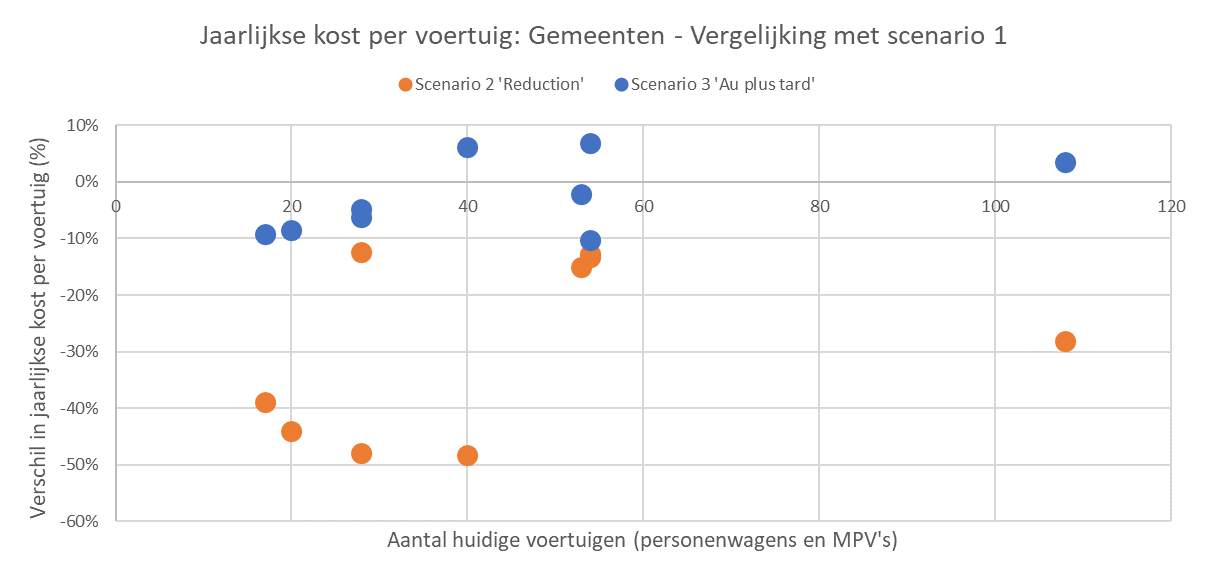 Jaarlijkse kost per voertuig: Gemeenten - Vergelijking met scenario 1
Scenario 2 'Reduction' Scenario 3 'Au plus tard'
Verschil in jaarlijkse kost per voertuig (%)
10%
0%
-10%
-20%
-30%
-40%
-50%
-60%
0 20 40 60 80 100 120
Aantal huidige voertuigen (personenwagens en MPV's)